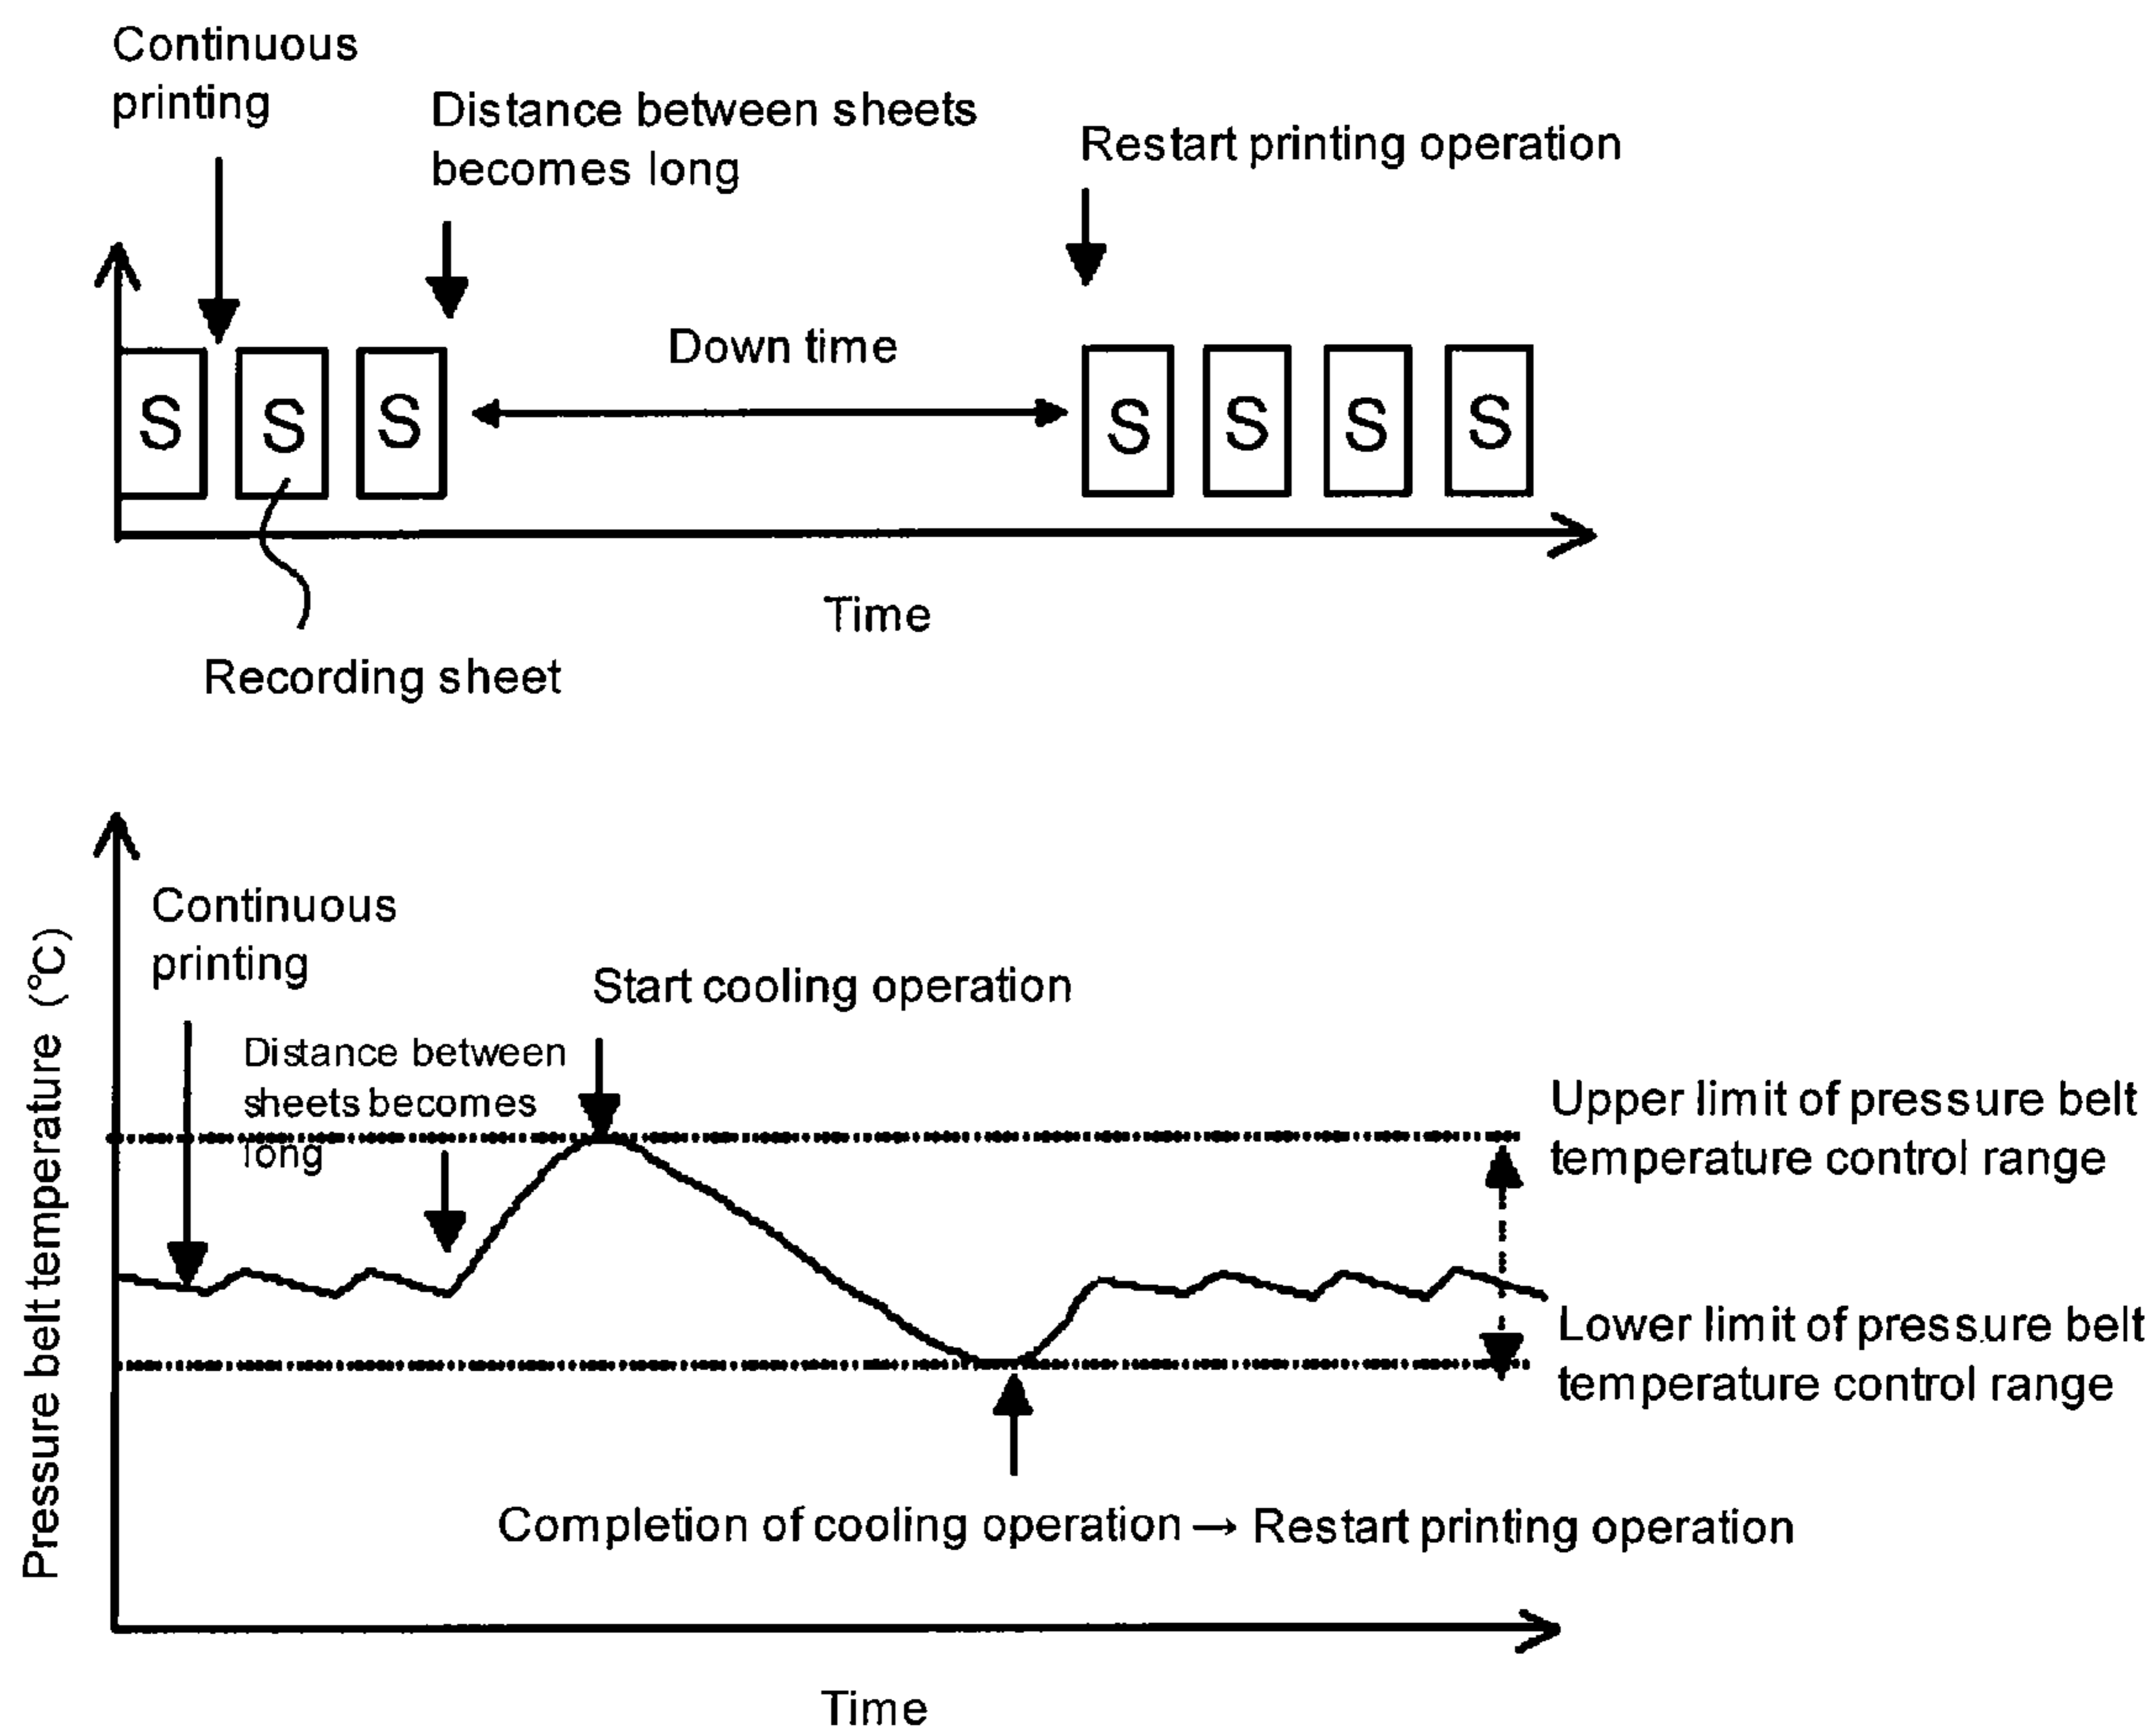 Continuous
printing
Distance between sheets
becomes long
Restart printing operation
Down time
S S S S S S S
Time
Recording sheet
Pressure belt temperature (°C)
Continuous
printing
Start cooling operation
Distance between
sheets becomes
long
Upper limit of pressure belt
temperature control range
Lower limit of pressure belt
temperature control range
Completion of cooling operation → Restart printing operation
Time